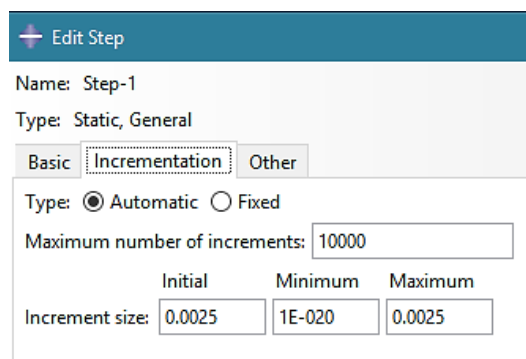 Edit Step
Name: Step-1
Type: Static, General
Basic Incrementation Other
Type: Automatic Fixed
Maximum number of increments: 10000
Initial Minimum Maximum
Increment size: 0.0025 1E-020 0.0025